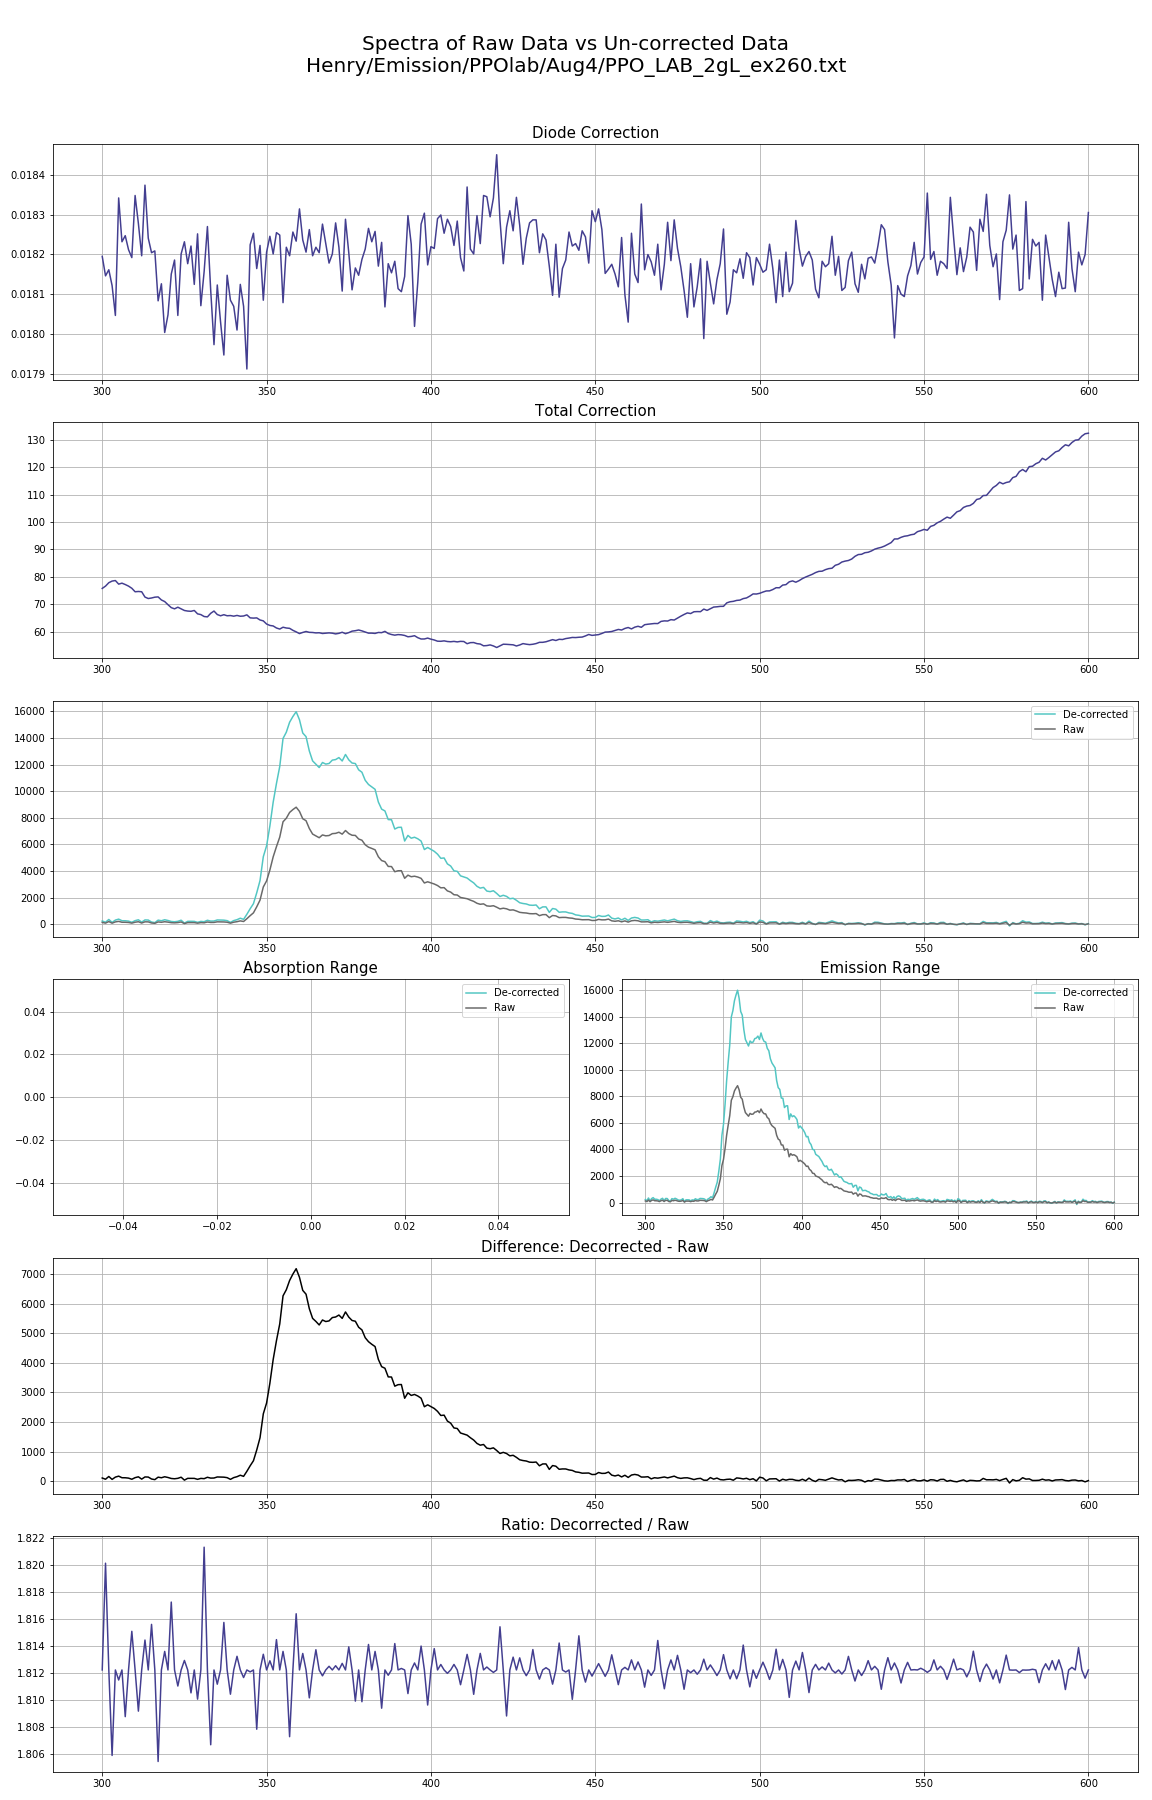 Spectra of Raw Data vs Un-corrected Data
Henry/Emission/PPOlab/Aug4/PPO_LAB_2gL_ex260.txt
Diode Correction
0.0184
0.0183
0.0182
0.0181
0.0180
0.0179
300 350 400 450 500 550 600
Total Correction
130
120
110
100
90
80
70
60
300 350 400 450 500 550 600
16000
14000
12000
10000
8000
6000
4000
2000
0
De-corrected
Raw
300 350 400 450 500 550 600
Absorption Range
0.04
0.02
0.00
−0.02
−0.04
De-corrected
Raw
−0.04 −0.02 0.00 0.02 0.04
Emission Range
16000
14000
12000
10000
8000
6000
4000
2000
0
De-corrected
Raw
300 350 400 450 500 550 600
Difference: Decorrected - Raw
7000
6000
5000
4000
3000
2000
1000
0
300 350 400 450 500 550 600
Ratio: Decorrected / Raw
1.822
1.820
1.818
1.816
1.814
1.812
1.810
1.808
1.806
300 350 400 450 500 550 600